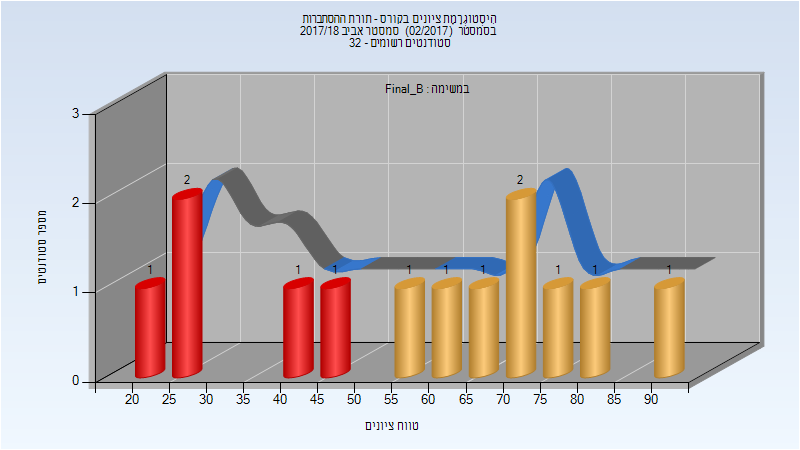 היסטוגרמת ציונים בקורס - תורת ההסתברות
בסמסטר (02/2017) סמסטר אביב 2017/18
סטודנטים רשומים - 32
במשימה : Final_B
מספר סטודנטים
3
2
1
0
1
2
1
1
1
1
1
2
1
1
1
20 25 30 35 40 45 50 55 60 65 70 75 80 85 90
טווח ציונים